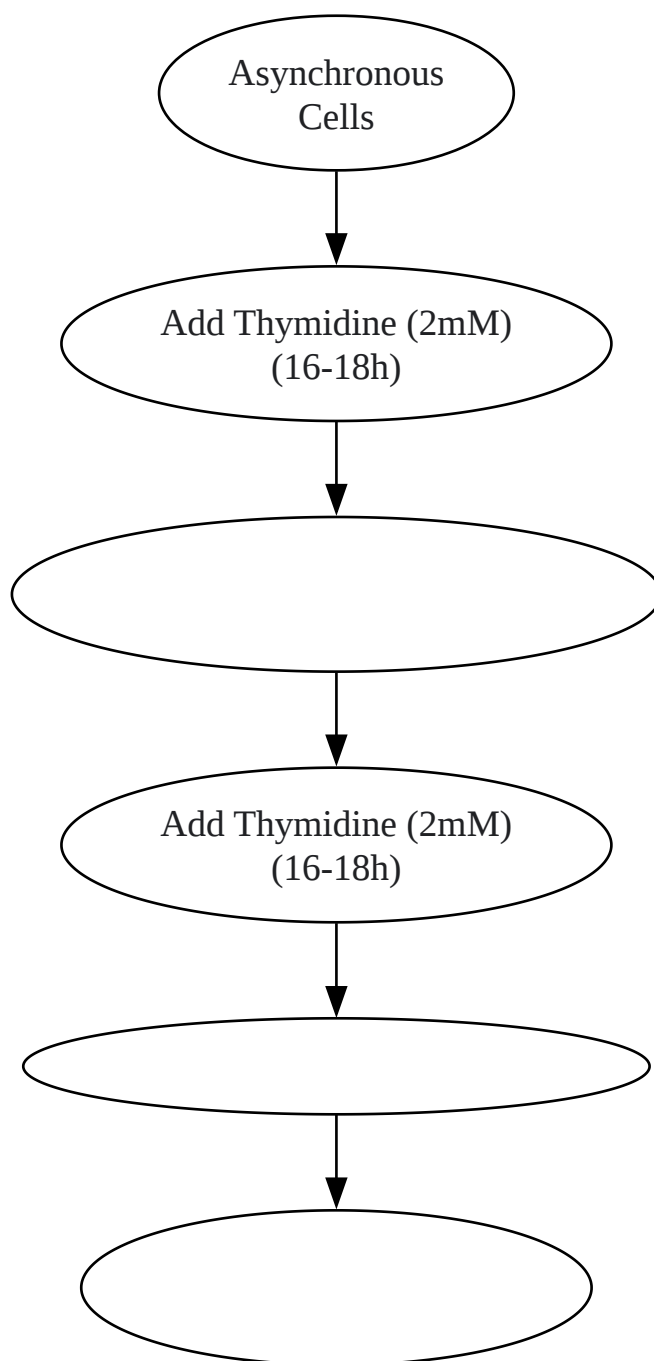 Asynchronous
Cells
Add Thymidine (2mM)
(16-18h)
Add Thymidine (2mM)
(16-18h)